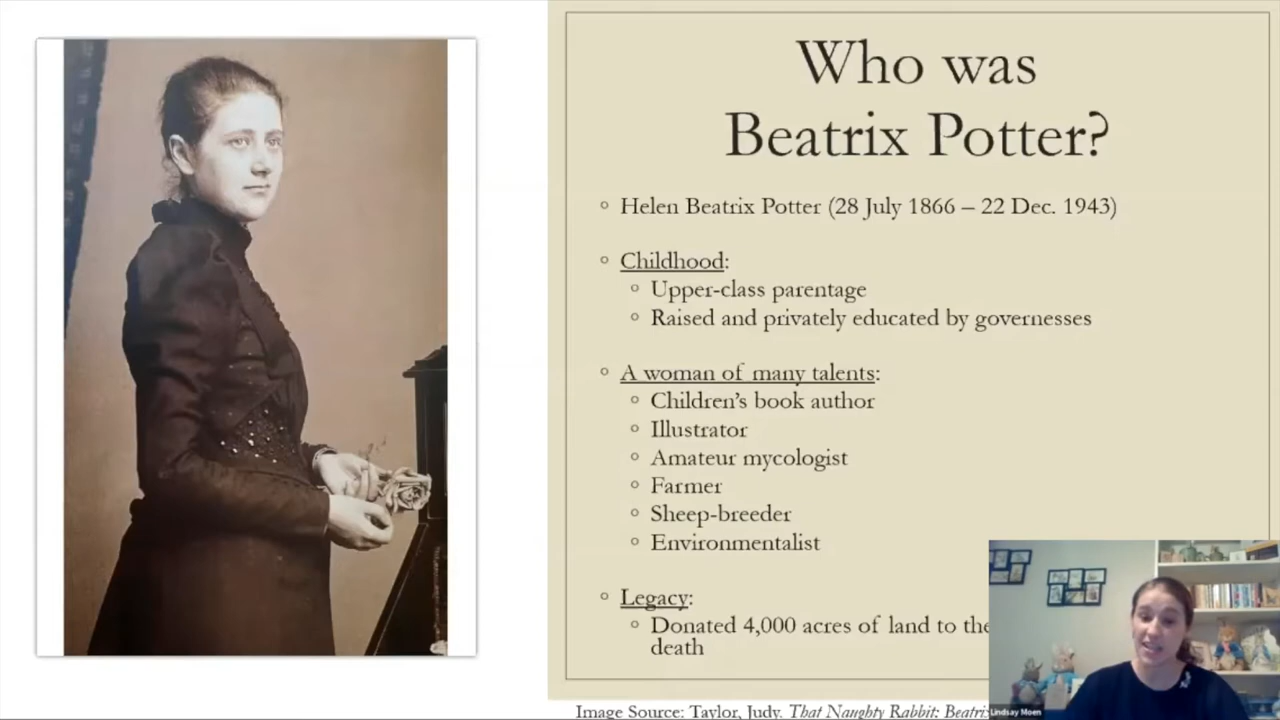 Who was
Beatrix Potter?
Helen Beatrix Potter (28 July 1866 – 22 Dec. 1943)
Childhood:
Upper-class parentage
Raised and privately educated by governesses
A woman of many talents:
Children's book author
Illustrator
Amateur mycologist
Farmer
Sheep-breeder
Environmentalist
Legacy:
Donated 4,000 acres of land to the
death
Image Source: Taylor, Judy. That Naughty Rabbit: Beatrix
Lindsay Moen